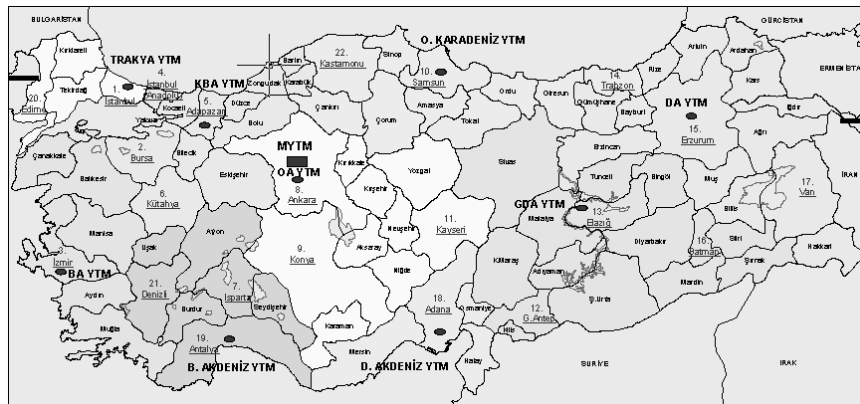 BULGARİSTAN
GÜRCİSTAN
ERMENİSTAN
İRAN
İRAN
IRAK
SURİYE
TRAKYA YTM
KBA YTM
O. KARADENİZ YTM
DA YTM
MYTM
OA YTM
GDA YTM
BA YTM
B. AKDENİZ YTM
D. AKDENİZ YTM
1.
İstanbul
2.
Bursa
3.
İzmir
4.
İstanbul
Anadolu
5.
Adapazarı
6.
Kütahya
7.
Isparta
8.
Ankara
9.
Konya
10.
Samsun
11.
Kayseri
12.
G.Antep
13.
Elazığ
14.
Trabzon
15.
Erzurum
16.
Batman
17.
Van
18.
Adana
19.
Antalya
20.
Edirne
21.
Denizli
22.
Kastamonu
Kırklareli
Tekirdağ
Yalova
Kocaeli
Düzce
Bolu
Zonguldak
Bartın
Karabük
Çankırı
Sinop
Çorum
Amasya
Tokat
Ordu
Giresun
Gümüşhane
Bayburt
Rize
Artvin
Ardahan
Kars
Iğdır
Ağrı
Erzincan
Tunceli
Bingöl
Muş
Bitlis
Siirt
Şırnak
Hakkari
Mardin
Diyarbakır
Ş.Urfa
Adıyaman
Malatya
Sivas
K.Maraş
Osmaniye
Kilis
Hatay
Mersin
Karaman
Niğde
Aksaray
Nevşehir
Kırşehir
Kırıkkale
Yozgat
Eskişehir
Bilecik
Çanakkale
Balıkesir
Manisa
Uşak
Afyon
Aydın
Muğla
Burdur
Seydişehir